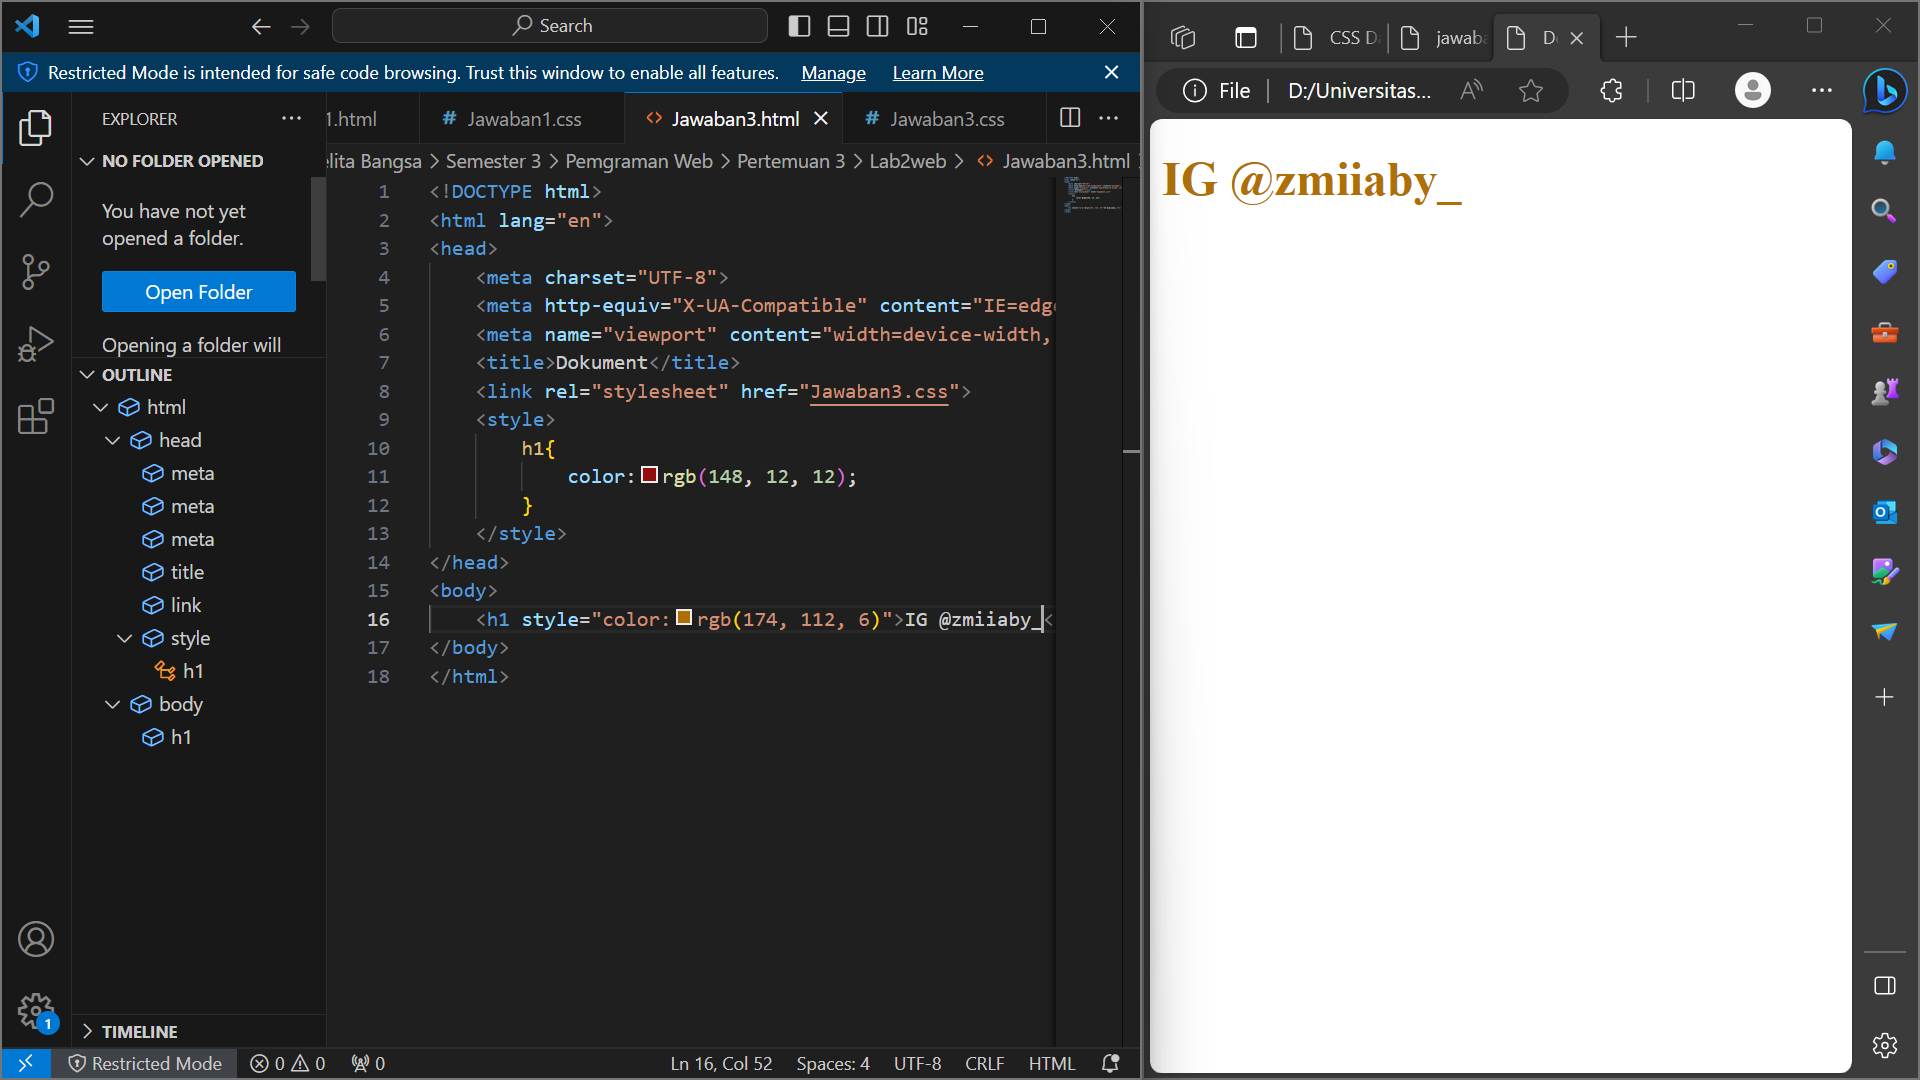 Search
Restricted Mode is intended for safe code browsing. Trust this window to enable all features. Manage Learn More
EXPLORER
NO FOLDER OPENED
You have not yet
opened a folder.
Open Folder
Opening a folder will
OUTLINE
html
head
meta
meta
meta
title
link
style
h1
body
h1
TIMELINE
1.html # Jawaban1.css <> Jawaban3.html # Jawaban3.css
elita Bangsa > Semester 3 > Pemgraman Web > Pertemuan 3 > Lab2web > <> Jawaban3.html
1 <!DOCTYPE html>
2 <html lang="en">
3 <head>
4 <meta charset="UTF-8">
5 <meta http-equiv="X-UA-Compatible" content="IE=edge
6 <meta name="viewport" content="width=device-width,
7 <title>Dokument</title>
8 <link rel="stylesheet" href="Jawaban3.css">
9 <style>
10 h1{
11 color: rgb(148, 12, 12);
12 }
13 </style>
14 </head>
15 <body>
16 <h1 style="color: rgb(174, 112, 6)">IG @zmiiaby_<
17 </body>
18 </html>
1
Restricted Mode 0 0 0 Ln 16, Col 52 Spaces: 4 UTF-8 CRLF HTML
CSS D jawaba D
File D:/Universitas...
IG @zmiiaby_